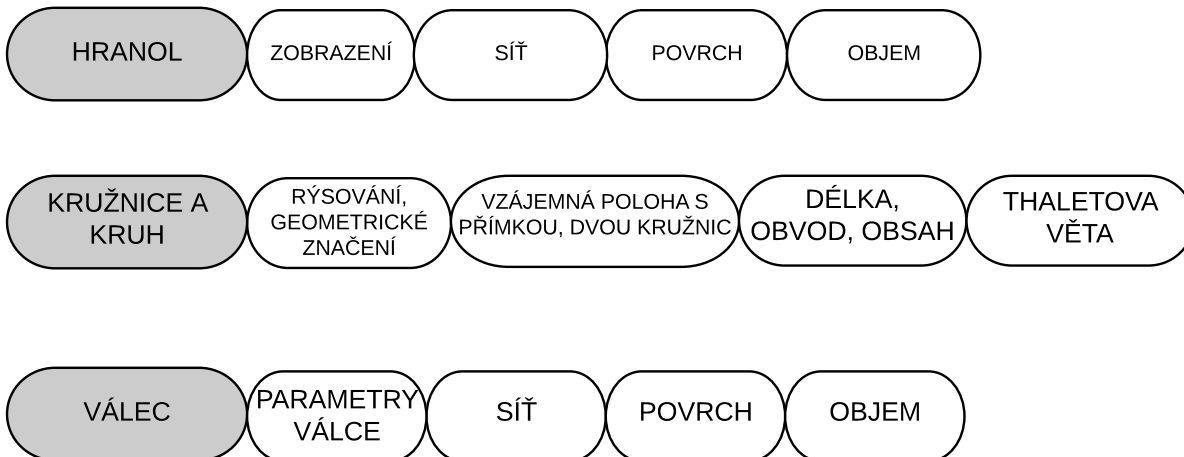 HRANOL
ZOBRAZENÍ
SÍŤ
POVRCH
OBJEM
KRUŽNICE A
KRUH
RÝSOVÁNÍ,
GEOMETRICKÉ
ZNAČENÍ
VZÁJEMNÁ POLOHA S
PŘÍMKOU, DVOU KRUŽNIC
DÉLKA,
OBVOD, OBSAH
THALETOVA
VĚTA
VÁLEC
PARAMETRY
VÁLCE
SÍŤ
POVRCH
OBJEM